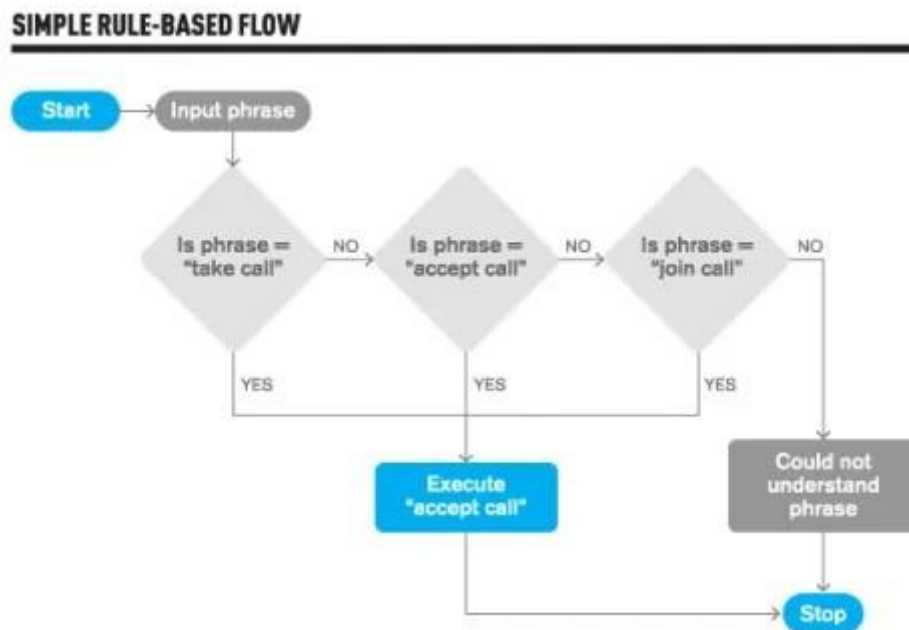 SIMPLE RULE-BASED FLOW
Start
Input phrase
Is phrase =
“take call”
NO
Is phrase =
“accept call”
NO
Is phrase =
“join call”
NO
YES
YES
YES
Execute
“accept call”
Could not
understand
phrase
Stop